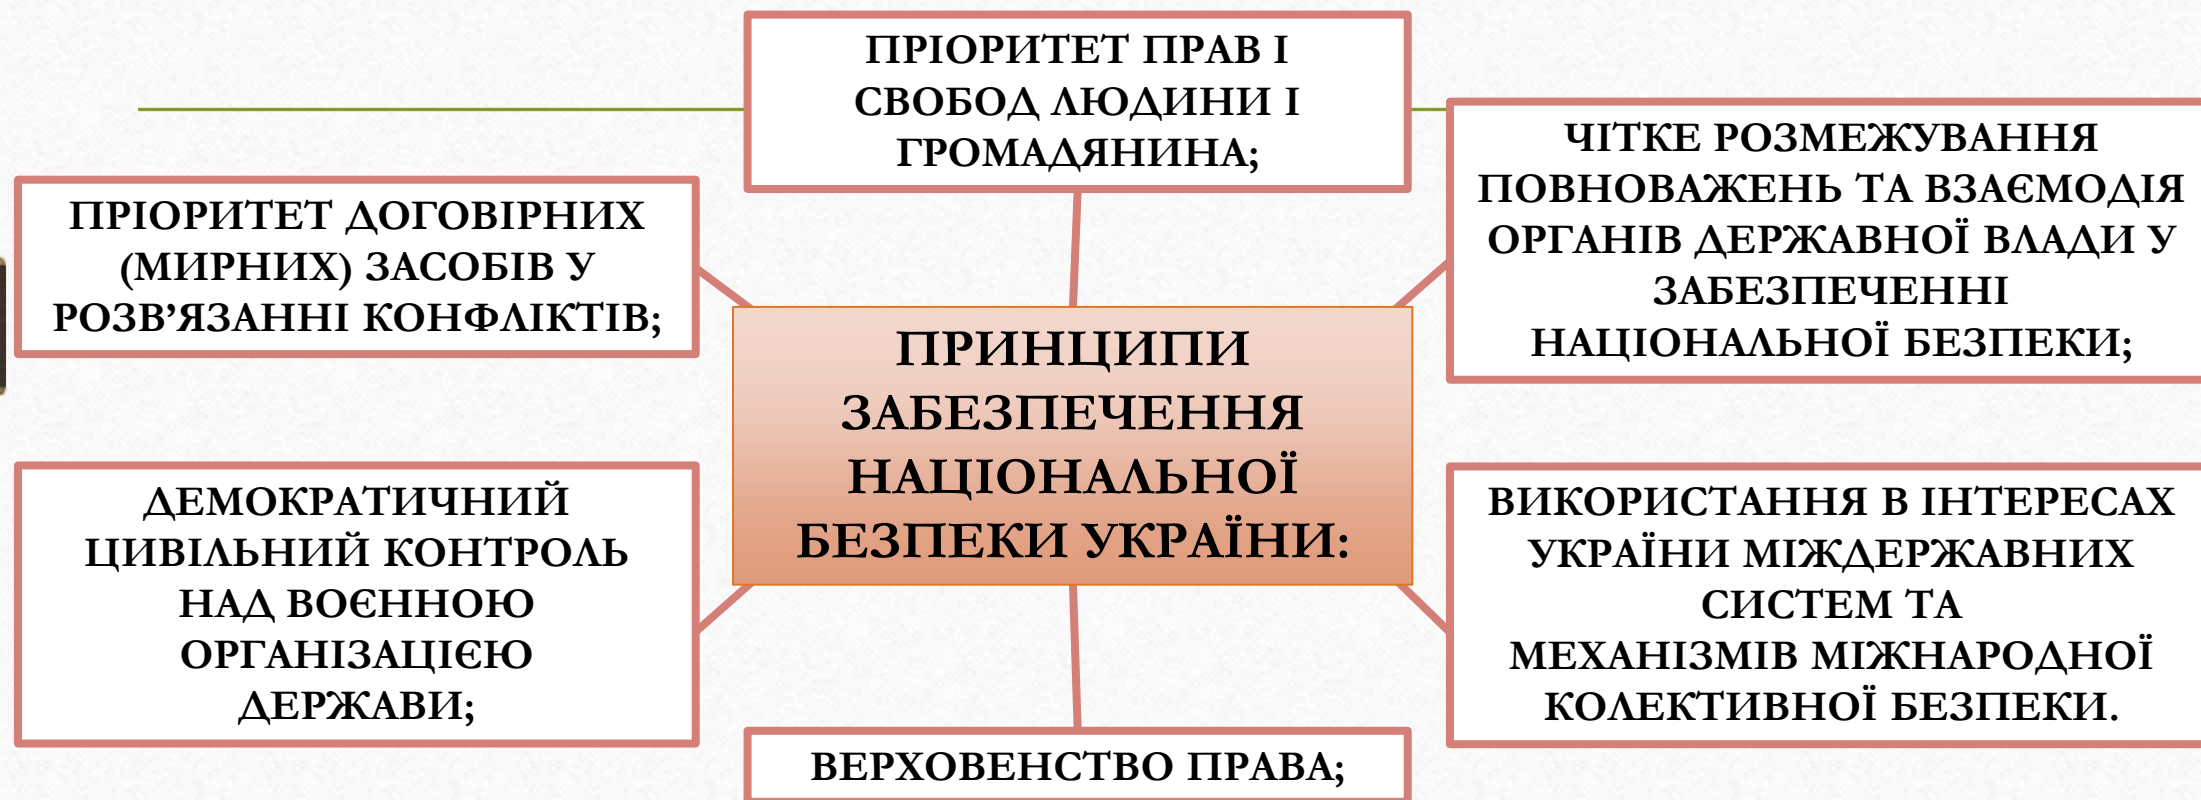 ПРІОРИТЕТ ПРАВ І
СВОБОД ЛЮДИНИ І
ГРОМАДЯНИНА;
ЧІТКЕ РОЗМЕЖУВАННЯ
ПОВНОВАЖЕНЬ ТА ВЗАЄМОДІЯ
ОРГАНІВ ДЕРЖАВНОЇ ВЛАДИ У
ЗАБЕЗПЕЧЕННІ
НАЦІОНАЛЬНОЇ БЕЗПЕКИ;
ПРІОРИТЕТ ДОГОВІРНИХ
(МИРНИХ) ЗАСОБІВ У
РОЗВ’ЯЗАННІ КОНФЛІКТІВ;
ПРИНЦИПИ
ЗАБЕЗПЕЧЕННЯ
НАЦІОНАЛЬНОЇ
БЕЗПЕКИ УКРАЇНИ:
ДЕМОКРАТИЧНИЙ
ЦИВІЛЬНИЙ КОНТРОЛЬ
НАД ВОЄННОЮ
ОРГАНІЗАЦІЄЮ
ДЕРЖАВИ;
ВИКОРИСТАННЯ В ІНТЕРЕСАХ
УКРАЇНИ МІЖДЕРЖАВНИХ
СИСТЕМ ТА
МЕХАНІЗМІВ МІЖНАРОДНОЇ
КОЛЕКТИВНОЇ БЕЗПЕКИ.
ВЕРХОВЕНСТВО ПРАВА;